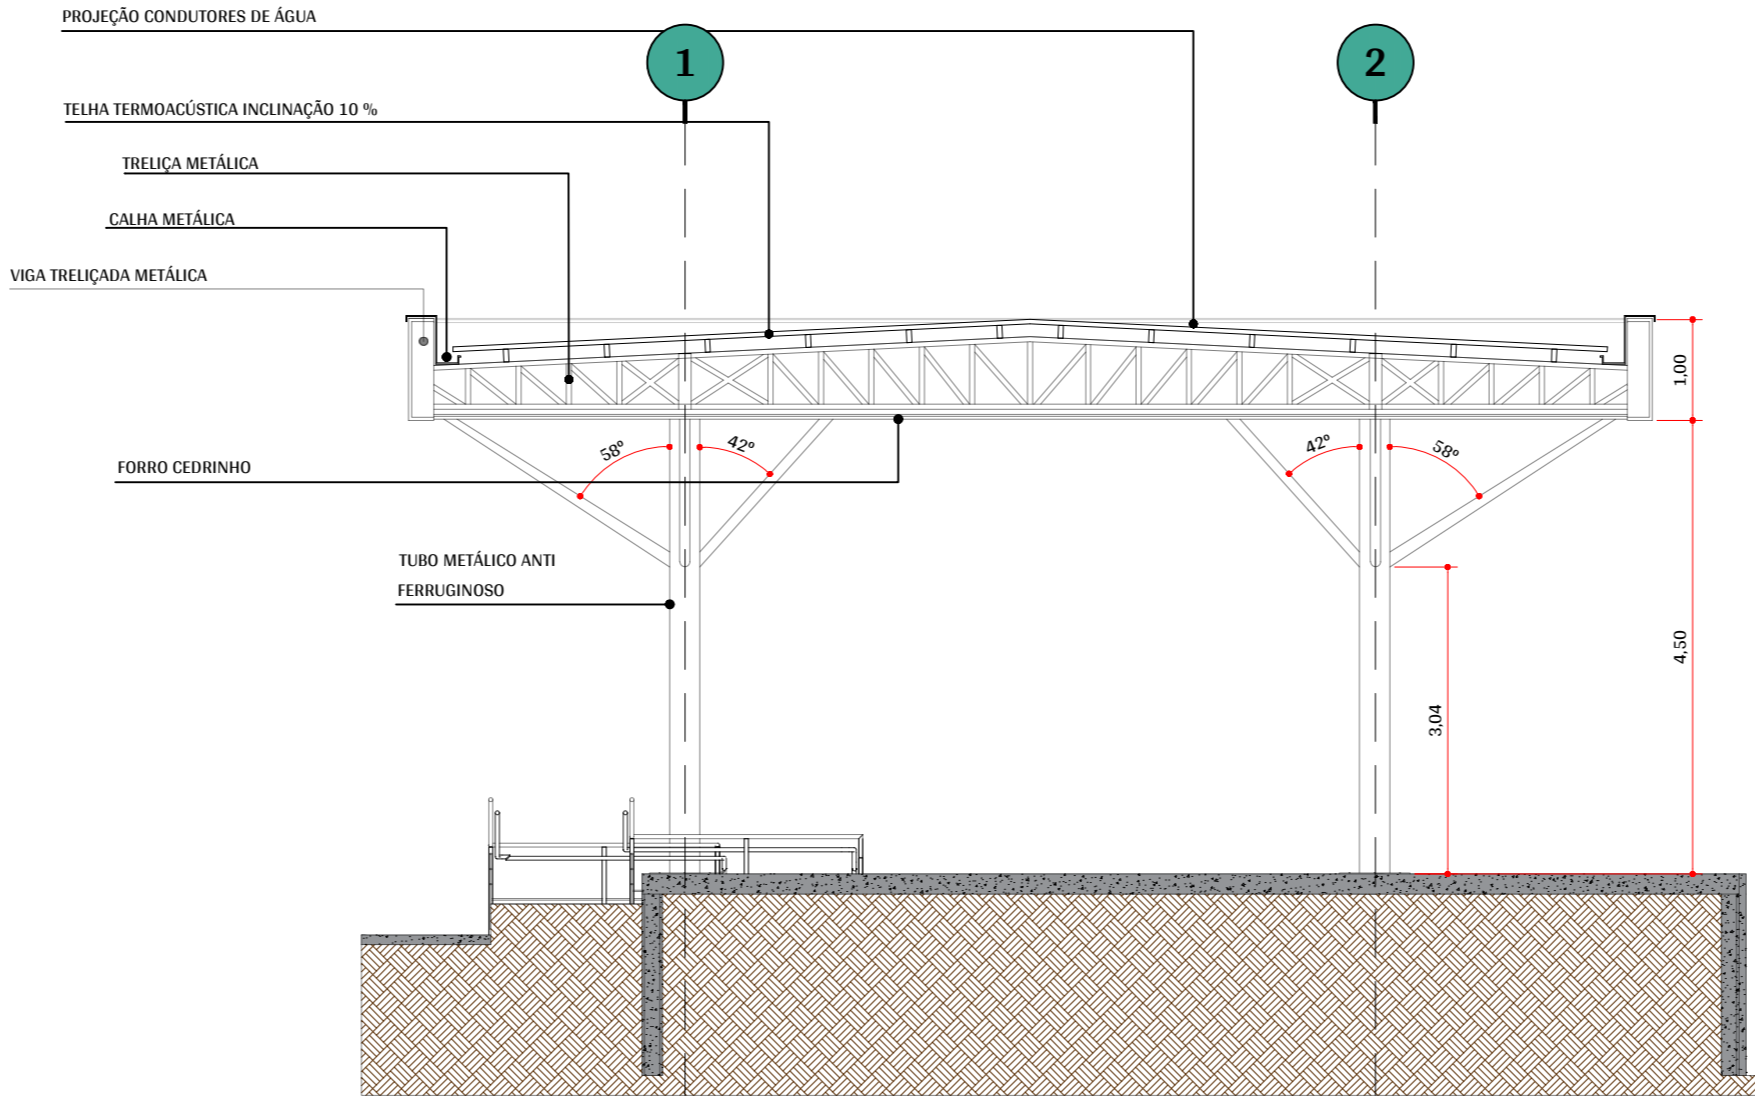 PROJEÇÃO CONDUTORES DE ÁGUA
1
2
TELHA TERMOACÚSTICA INCLINAÇÃO 10 %
TRELIÇA METÁLICA
CALHA METÁLICA
VIGA TRELIÇADA METÁLICA
1,00
58º
42º
42º
58º
FORRO CEDRINHO
TUBO METÁLICO ANTI
FERRUGINOSO
4,50
3,04